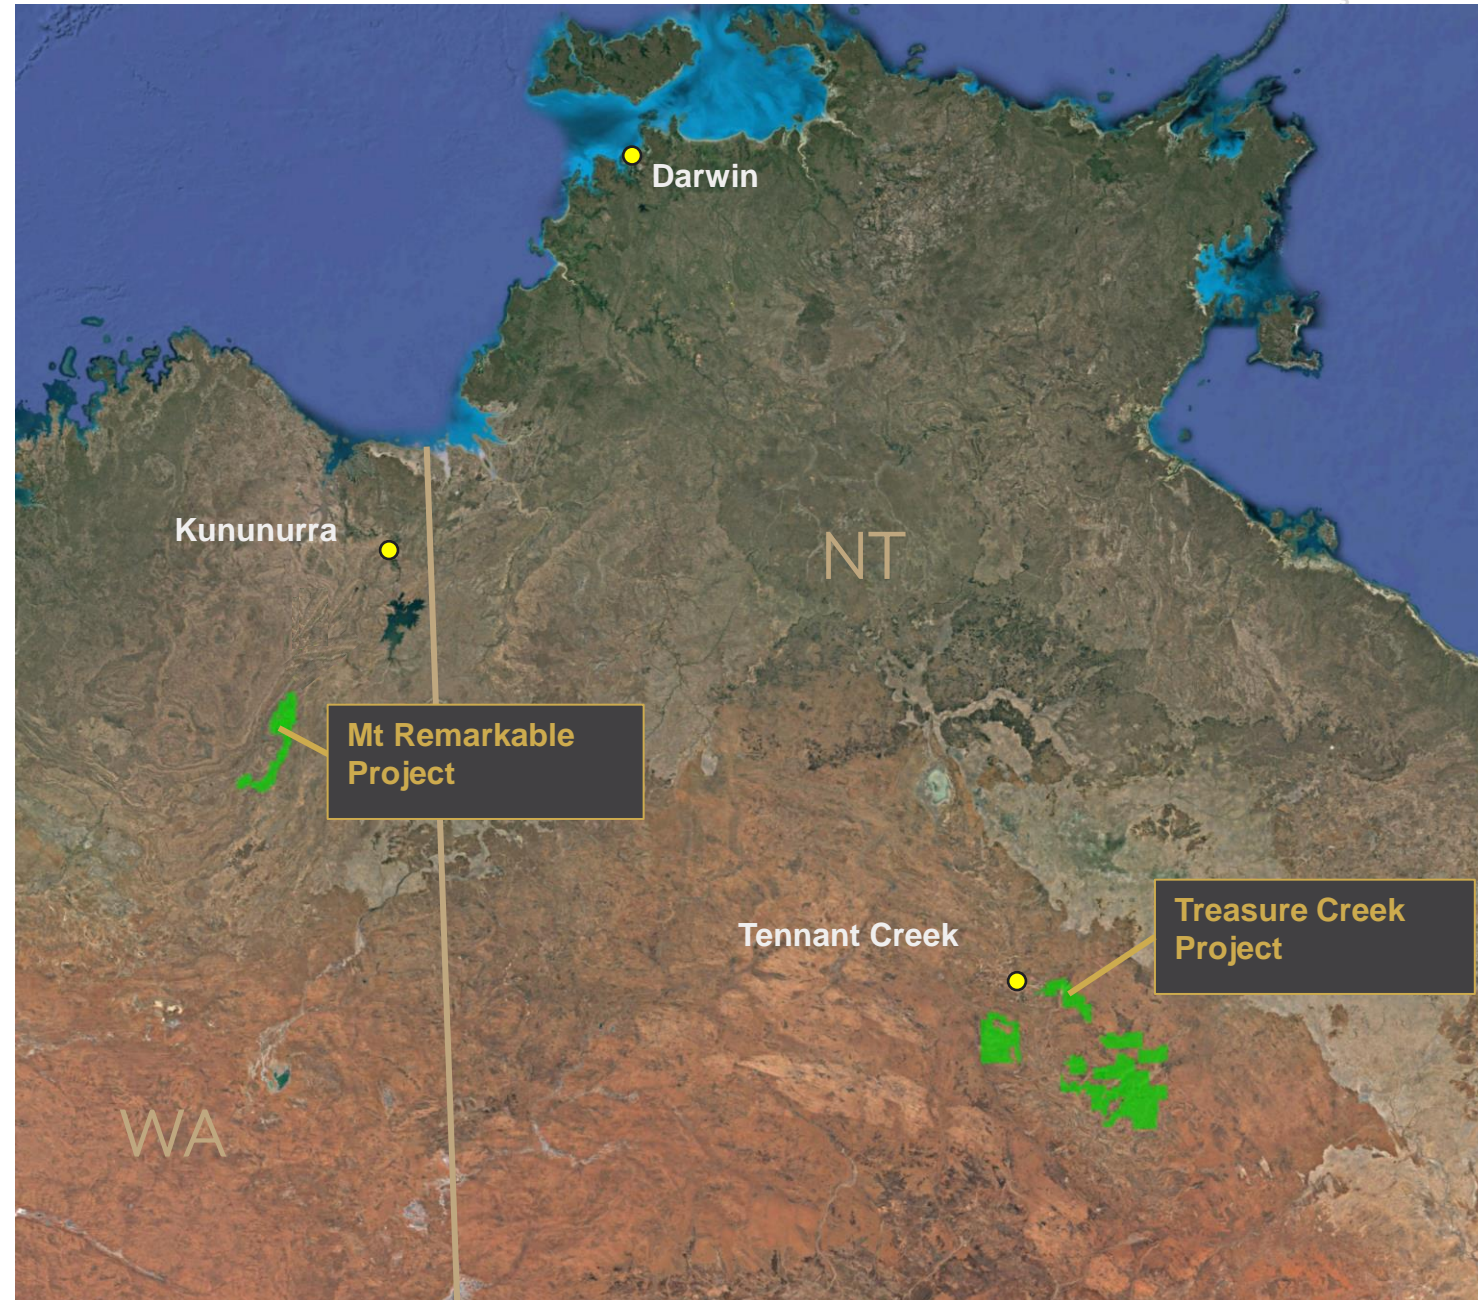 Darwin
Kununurra
NT
Mt Remarkable
Project
Treasure Creek
Project
Tennant Creek
WA